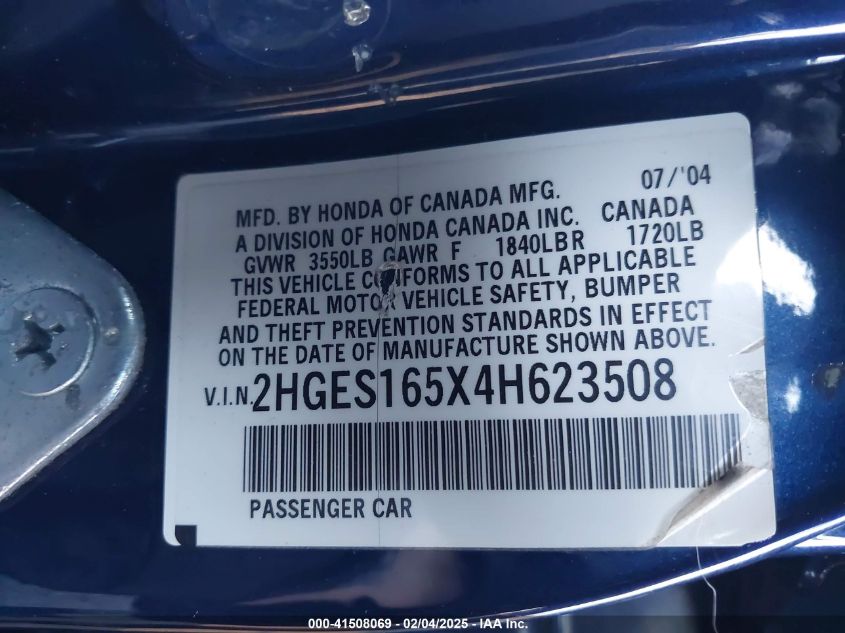 07/'04
MFD. BY HONDA OF CANADA MFG.
A DIVISION OF HONDA CANADA INC. CANADA
GVWR 3550LB GAWR F 1840LBR 1720LB
THIS VEHICLE CONFORMS TO ALL APPLICABLE
FEDERAL MOTOR VEHICLE SAFETY, BUMPER
AND THEFT PREVENTION STANDARDS IN EFFECT
ON THE DATE OF MANUFACTURE SHOWN ABOVE.
V.I.N. 2HGES165X4H623508
PASSENGER CAR
000-41508069 - 02/04/2025 - IAA Inc.